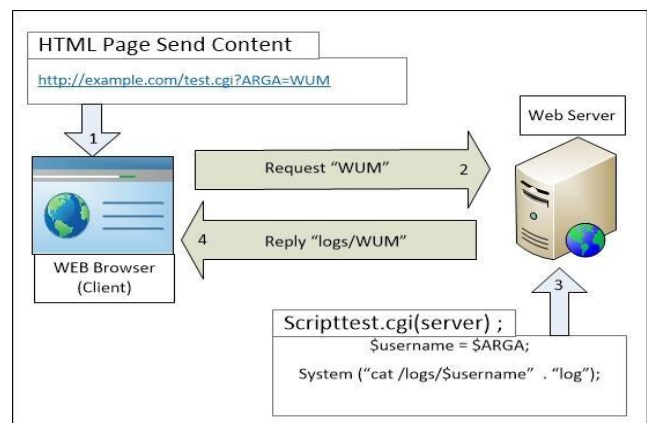 HTML Page Send Content
http://example.com/test.cgi?ARGA=WUM
1
Web Server
Request “WUM” 2
4 Reply “logs/WUM”
WEB Browser
(Client)
3
Scripttest.cgi(server) ;
$username = $ARGA;
System (“cat /logs/$username” . “log”);